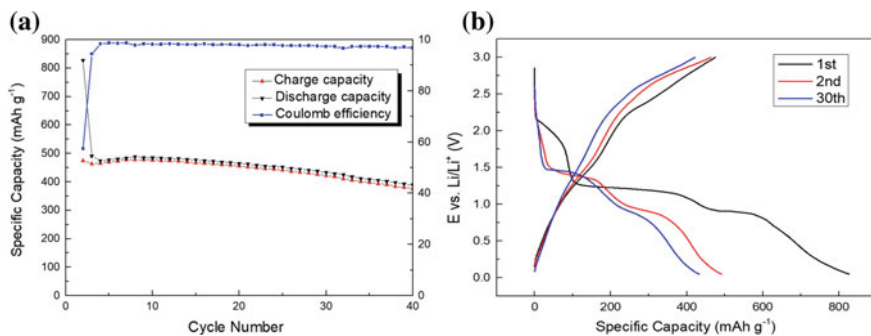 (a)
900
800
700
600
500
400
300
200
100
0
Specific Capacity (mAh g⁻¹)
100
80
60
40
20
0
0 10 20 30 40
Cycle Number
Charge capacity
Discharge capacity
Coulomb efficiency
(b)
3.0
2.5
2.0
1.5
1.0
0.5
0.0
E vs. Li/Li⁺ (V)
0 200 400 600 800
Specific Capacity (mAh g⁻¹)
1st
2nd
30th